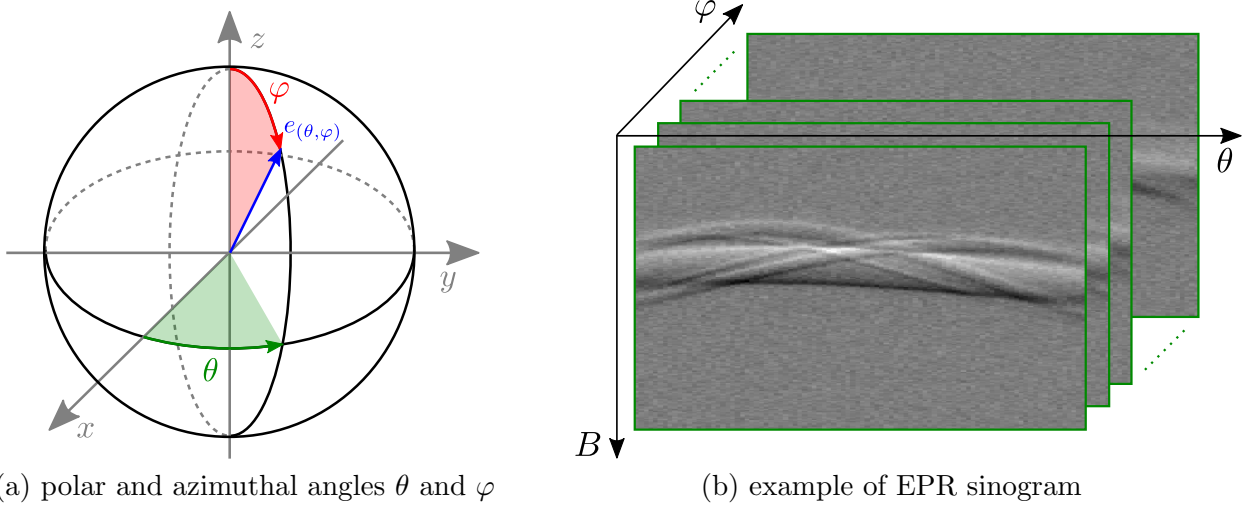 z
φ
e(θ,φ)
y
θ
x
(a) polar and azimuthal angles θ and φ
φ
θ
B
(b) example of EPR sinogram